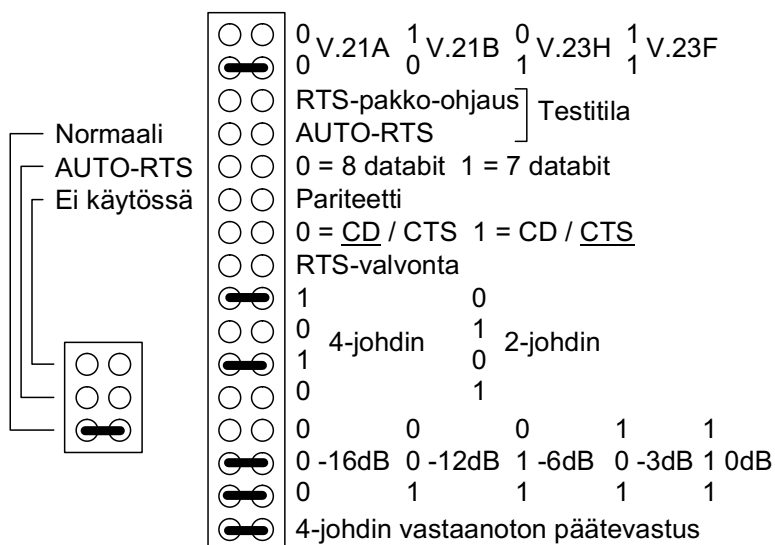 0 V.21A 1 V.21B 0 V.23H 1 V.23F
0 0 1 1
RTS-pakko-ohjaus Testitila
Normaali AUTO-RTS
AUTO-RTS 0 = 8 databit 1 = 7 databit
Ei käytössä Pariteetti
0 = CD / CTS 1 = CD / CTS
RTS-valvonta
1 0
0 4-johdin 1 2-johdin
1 0
0 1
0 0 0 1 1
0 -16dB 0 -12dB 1 -6dB 0 -3dB 1 0dB
0 1 1 1 1
4-johdin vastaanoton päätevastus